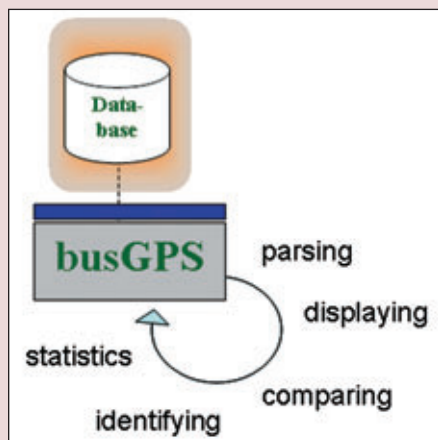 Data-
base
busGPS
parsing
displaying
statistics
comparing
identifying